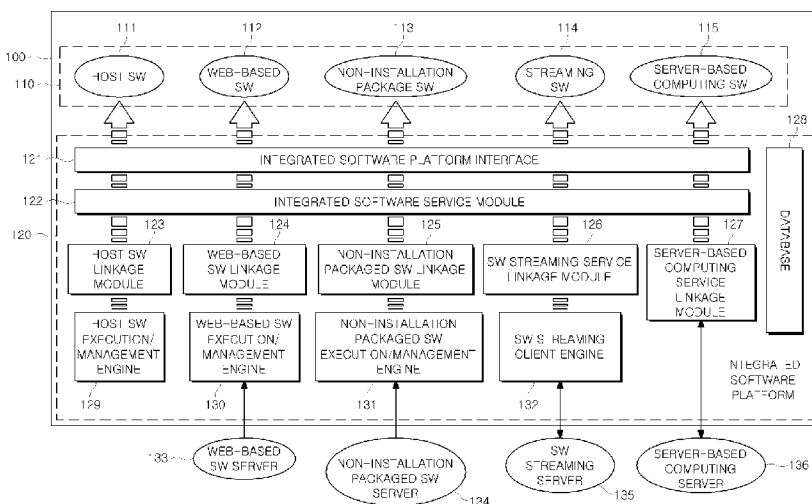 111
112
113
114
115
100
110
HOST SW
WEB-BASED
SW
NON-INSTALLATION
PACKAGE SW
STREAMING
SW
SERVER-BASED
COMPUTING SW
128
121
INTEGRATED SOFTWARE PLATFORM INTERFACE
122
INTEGRATED SOFTWARE SERVICE MODULE
DATABASE
120
123
124
125
126
127
HOST SW
LINKAGE
MODULE
WEB-BASED
SW LINKAGE
MODULE
NON-INSTALLATION
PACKAGED SW LINKAGE
MODULE
SW STREAMING SERVICE
LINKAGE MODULE
SERVER-BASED
COMPUTING
SERVICE
LINKAGE
MODULE
HOST SW
EXECUTION/
MANAGEMENT
ENGINE
WEB-BASED SW
EXECUTION/
MANAGEMENT
ENGINE
NON-INSTALLATION
PACKAGED SW
EXECUTION/MANAGEMENT
ENGINE
SW STREAMING
CLIENT ENGINE
INTEGRATED
SOFTWARE
PLATFORM
129
130
131
132
133
WEB-BASED
SW SERVER
NON-INSTALLATION
PACKAGED SW
SERVER
134
SW
STREAMING
SERVER
135
SERVER-BASED
COMPUTING
SERVER
136